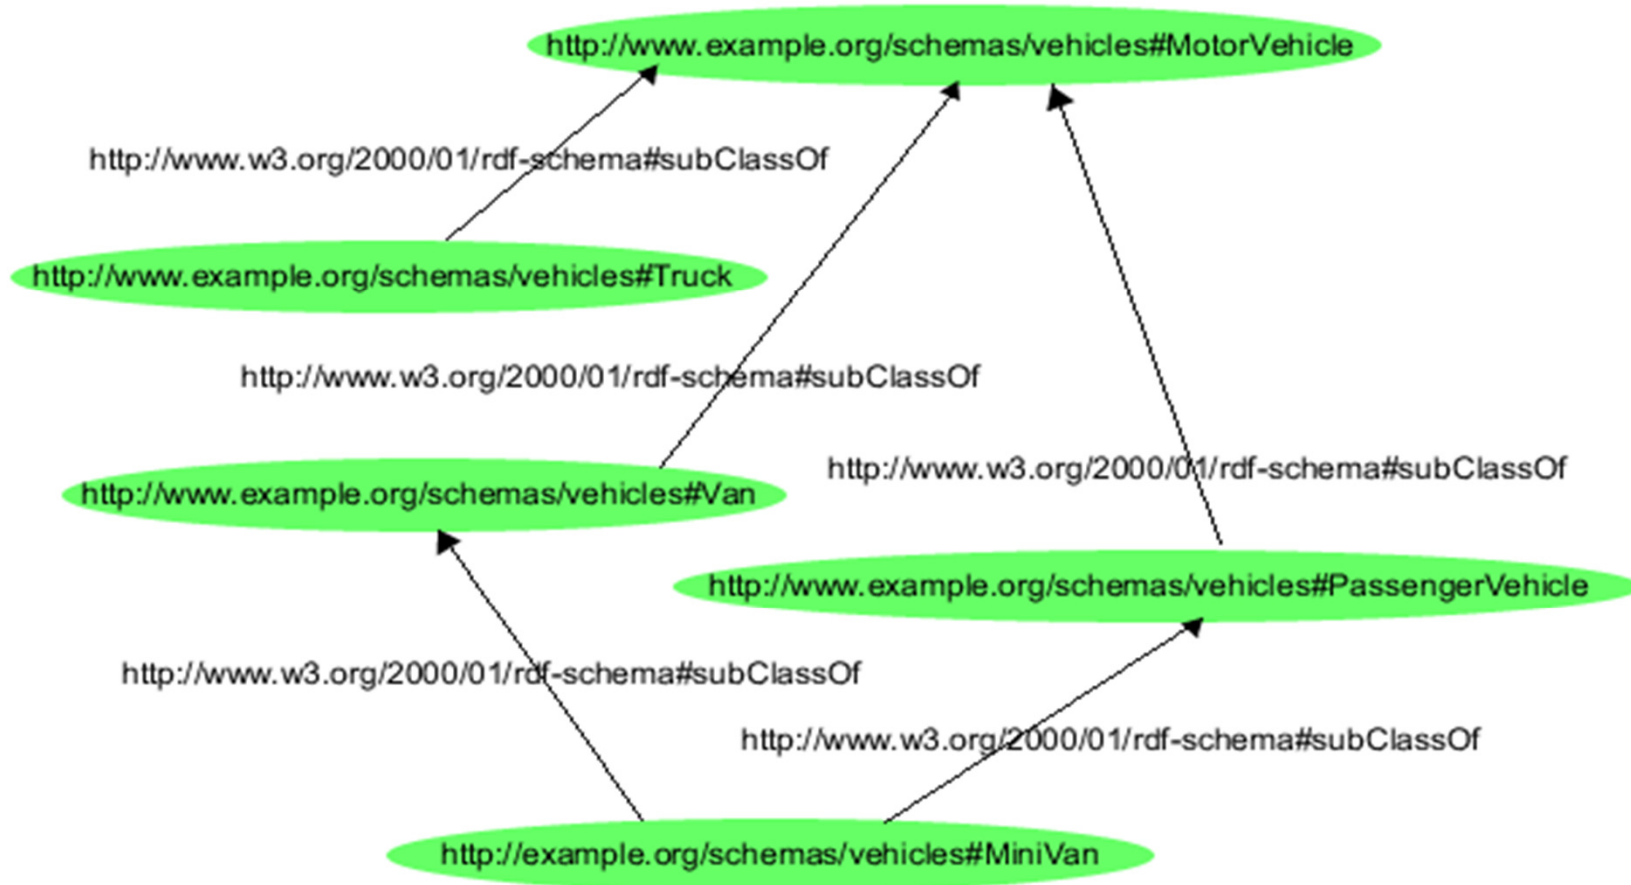 http://www.example.org/schemas/vehicles#MotorVehicle
http://www.w3.org/2000/01/rdf-schema#subClassOf
http://www.example.org/schemas/vehicles#Truck
http://www.w3.org/2000/01/rdf-schema#subClassOf
http://www.w3.org/2000/01/rdf-schema#subClassOf
http://www.example.org/schemas/vehicles#Van
http://www.example.org/schemas/vehicles#PassengerVehicle
http://www.w3.org/2000/01/rdf-schema#subClassOf
http://www.w3.org/2000/01/rdf-schema#subClassOf
http://example.org/schemas/vehicles#MiniVan